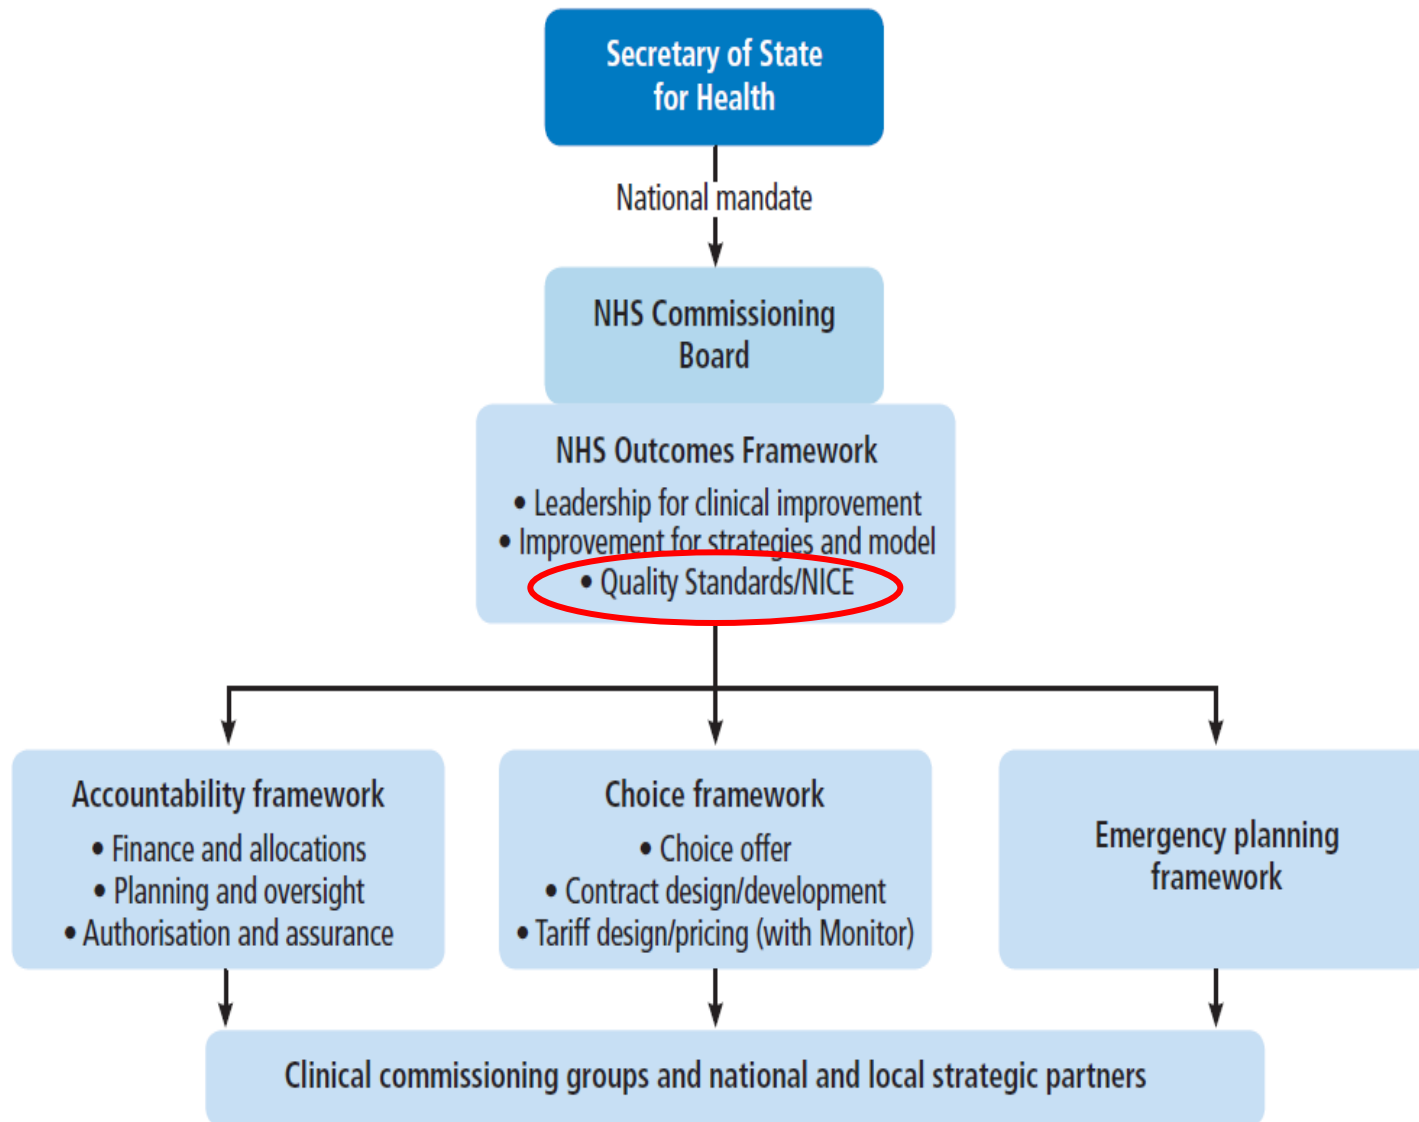 Secretary of State
for Health
National mandate
NHS Commissioning
Board
NHS Outcomes Framework
• Leadership for clinical improvement
• Improvement for strategies and model
• Quality Standards/NICE
Accountability framework
• Finance and allocations
• Planning and oversight
• Authorisation and assurance
Choice framework
• Choice offer
• Contract design/development
• Tariff design/pricing (with Monitor)
Emergency planning
framework
Clinical commissioning groups and national and local strategic partners